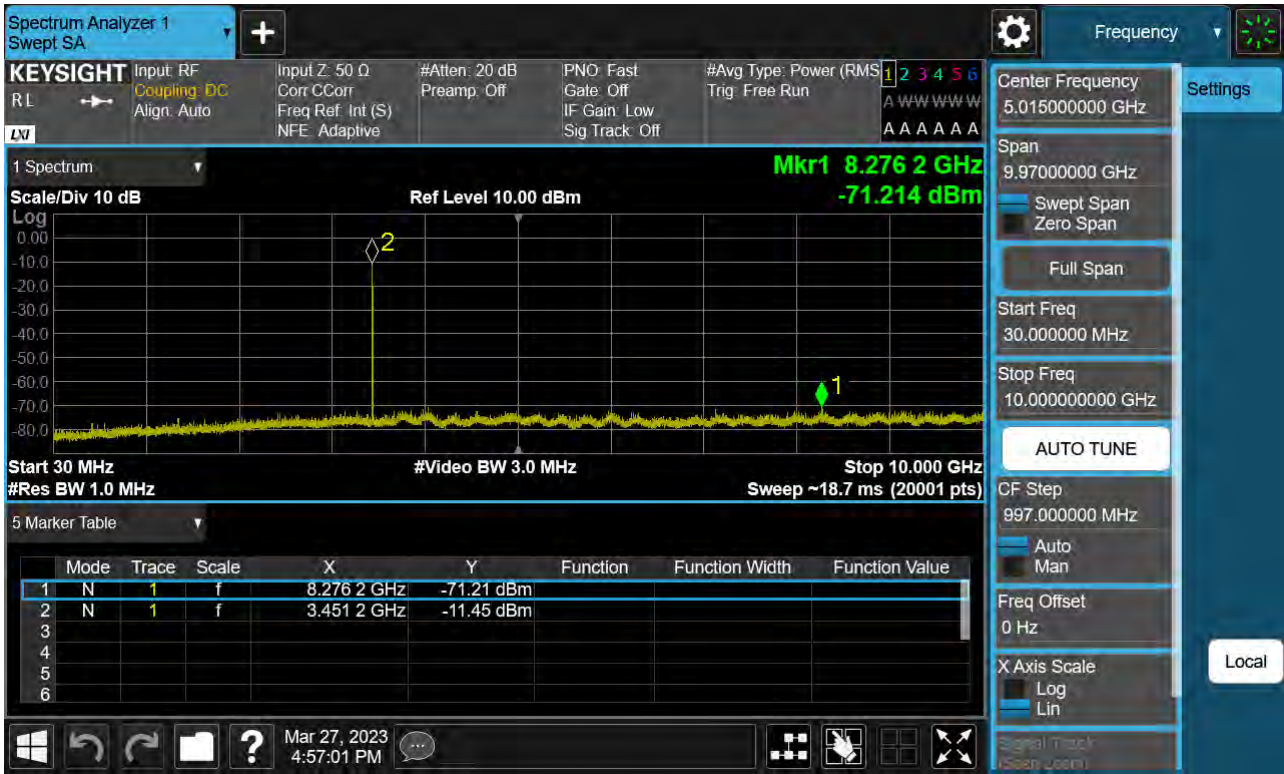 Spectrum Analyzer 1
Swept SA
+
Frequency
KEYSIGHT
RL
LXI
Input: RF
Coupling: DC
Align: Auto
Input Z: 50 Ω
Corr CCorr
Freq Ref: Int (S)
NFE: Adaptive
#Atten: 20 dB
Preamp: Off
PNO: Fast
Gate: Off
IF Gain: Low
Sig Track: Off
#Avg Type: Power (RMS
Trig: Free Run
1 2 3 4 5 6
A W W W W W
A A A A A A
1 Spectrum
Scale/Div 10 dB
Ref Level 10.00 dBm
Mkr1 8.276 2 GHz
-71.214 dBm
Log
0.00
-10.0
-20.0
-30.0
-40.0
-50.0
-60.0
-70.0
-80.0
2
1
Start 30 MHz
#Video BW 3.0 MHz
Stop 10.000 GHz
#Res BW 1.0 MHz
Sweep ~18.7 ms (20001 pts)
5 Marker Table
Mode Trace Scale X Y Function Function Width Function Value
1 N 1 f 8.276 2 GHz -71.21 dBm
2 N 1 f 3.451 2 GHz -11.45 dBm
3
4
5
6
Mar 27, 2023
4:57:01 PM
?
Center Frequency
5.015000000 GHz
Settings
Span
9.97000000 GHz
Swept Span
Zero Span
Full Span
Start Freq
30.000000 MHz
Stop Freq
10.000000000 GHz
AUTO TUNE
CF Step
997.000000 MHz
Auto
Man
Freq Offset
0 Hz
X Axis Scale
Log
Lin
Local
Signal Track
(Span Zoom)